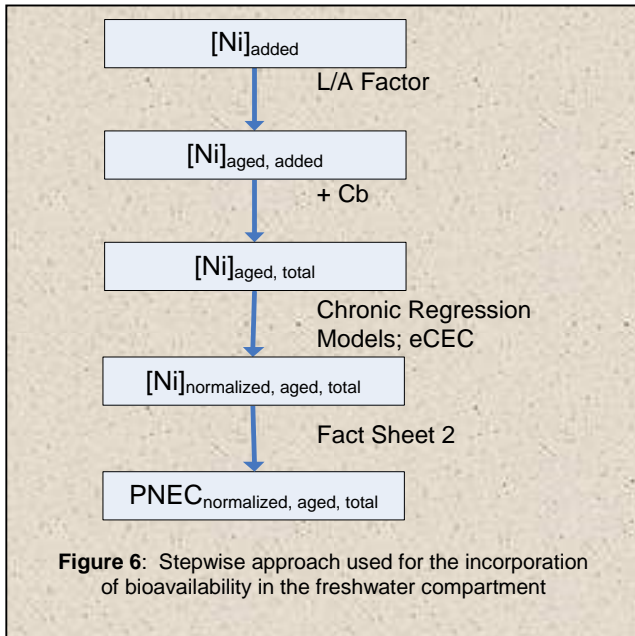 [Ni]added
L/A Factor
[Ni]aged, added
+ Cb
[Ni]aged, total
Chronic Regression
Models; eCEC
[Ni]normalized, aged, total
Fact Sheet 2
PNECnormalized, aged, total
Figure 6: Stepwise approach used for the incorporation
of bioavailability in the freshwater compartment